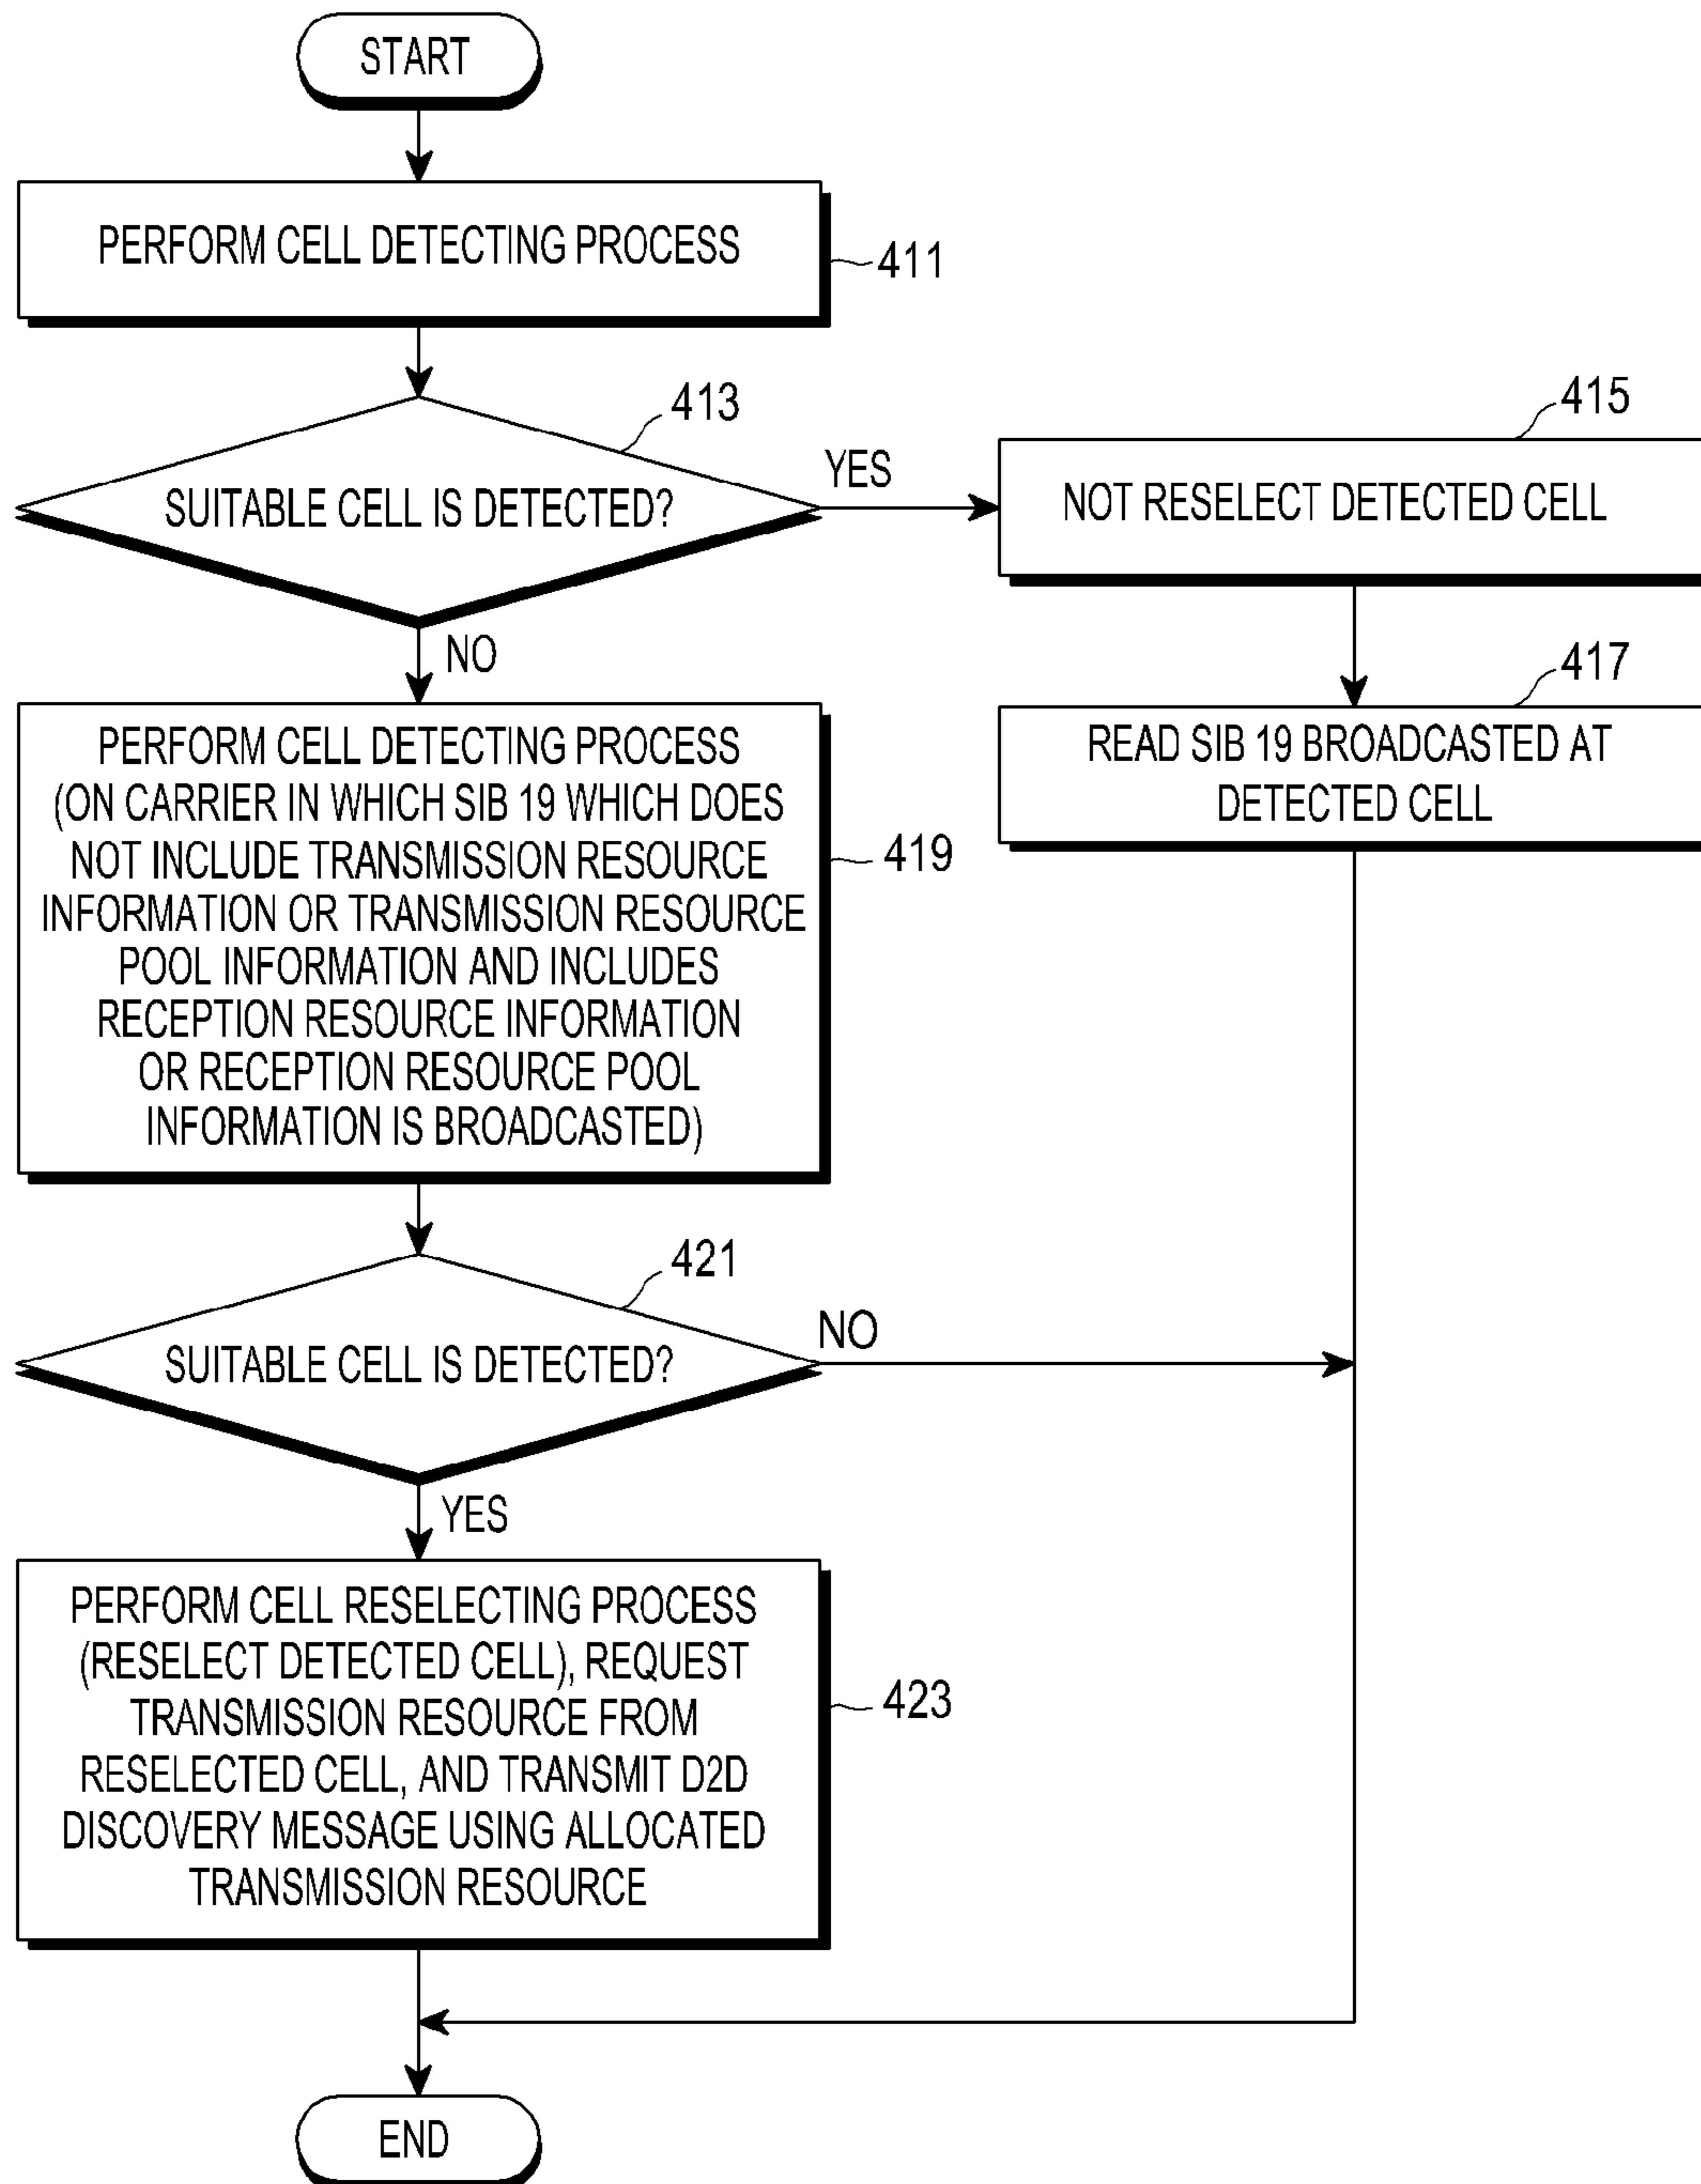 START
PERFORM CELL DETECTING PROCESS
411
413
SUITABLE CELL IS DETECTED?
YES
415
NOT RESELECT DETECTED CELL
417
READ SIB 19 BROADCASTED AT
DETECTED CELL
NO
PERFORM CELL DETECTING PROCESS
(ON CARRIER IN WHICH SIB 19 WHICH DOES
NOT INCLUDE TRANSMISSION RESOURCE
INFORMATION OR TRANSMISSION RESOURCE
POOL INFORMATION AND INCLUDES
RECEPTION RESOURCE INFORMATION
OR RECEPTION RESOURCE POOL
INFORMATION IS BROADCASTED)
419
421
SUITABLE CELL IS DETECTED?
NO
YES
PERFORM CELL RESELECTING PROCESS
(RESELECT DETECTED CELL), REQUEST
TRANSMISSION RESOURCE FROM
RESELECTED CELL, AND TRANSMIT D2D
DISCOVERY MESSAGE USING ALLOCATED
TRANSMISSION RESOURCE
423
END